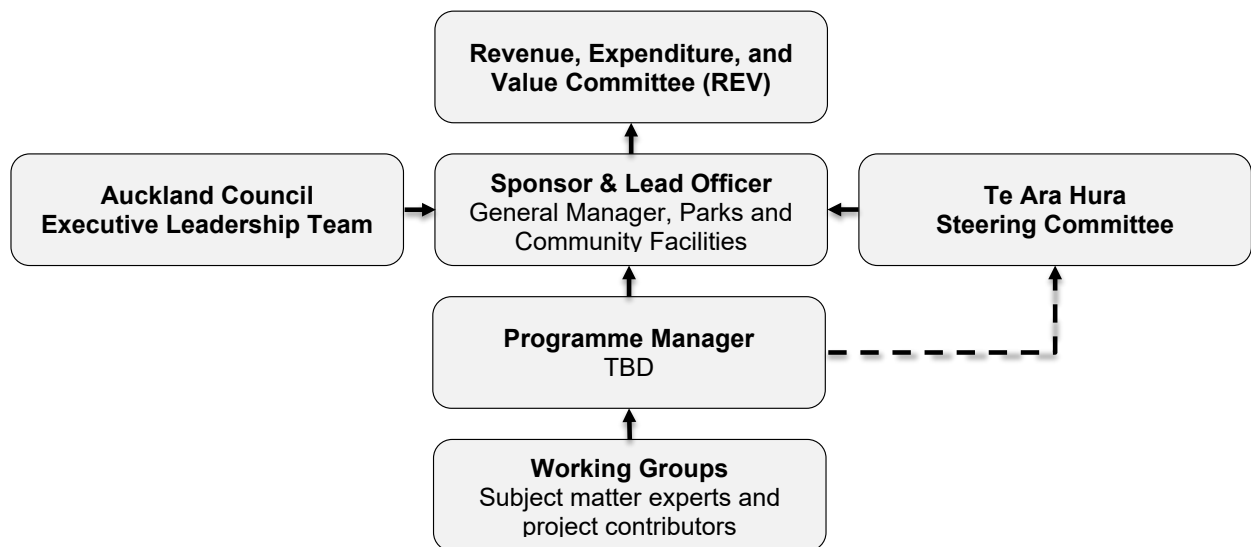 Revenue, Expenditure, and
Value Committee (REV)
Auckland Council
Executive Leadership Team
Sponsor & Lead Officer
General Manager, Parks and
Community Facilities
Te Ara Hura
Steering Committee
Programme Manager
TBD
Working Groups
Subject matter experts and
project contributors